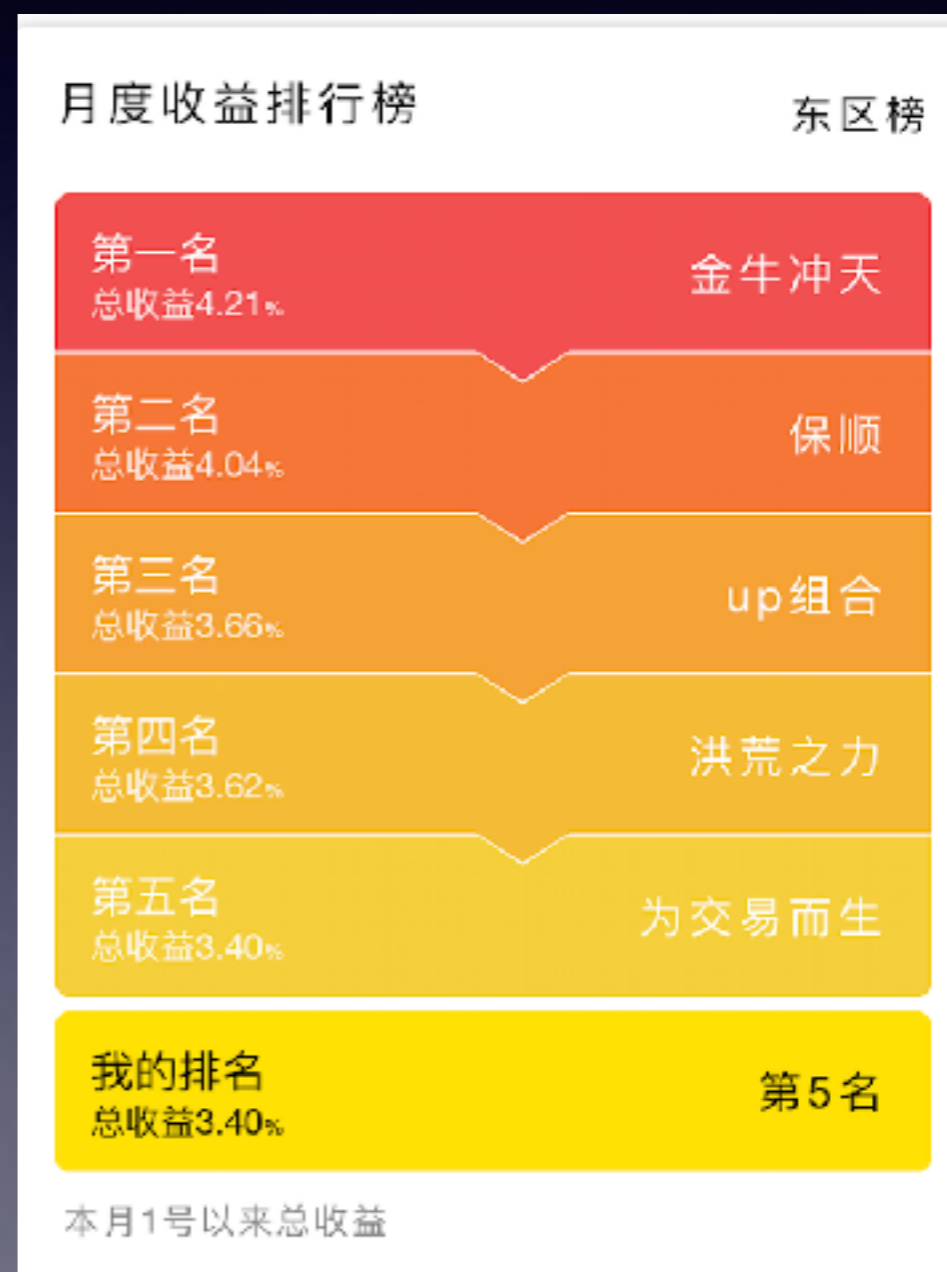 月度收益排行榜
东区榜
第一名
总收益4.21%
金牛冲天
第二名
总收益4.04%
保顺
第三名
总收益3.66%
up组合
第四名
总收益3.62%
洪荒之力
第五名
总收益3.40%
为交易而生
我的排名
总收益3.40%
第5名
本月1号以来总收益